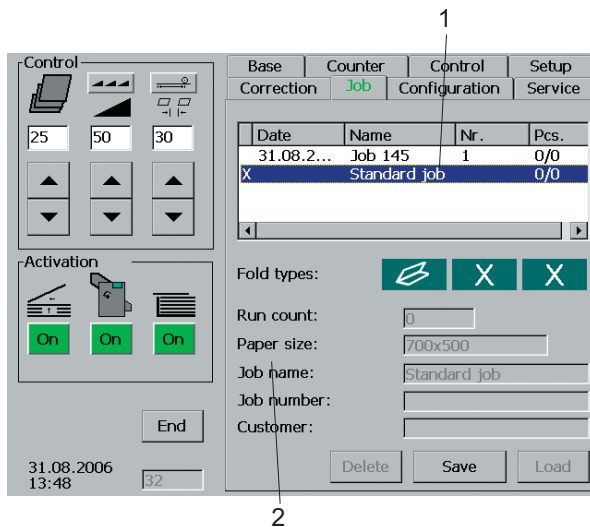 1
Control
25
50
30
Activation
On
On
On
End
31.08.2006
13:48
32
Base
Counter
Control
Setup
Correction
Job
Configuration
Service
Date Name Nr. Pcs.
31.08.2... Job 145 1 0/0
X Standard job 0/0
Fold types:
X
X
Run count: 0
Paper size: 700x500
Job name: Standard job
Job number:
Customer:
Delete
Save
Load
2